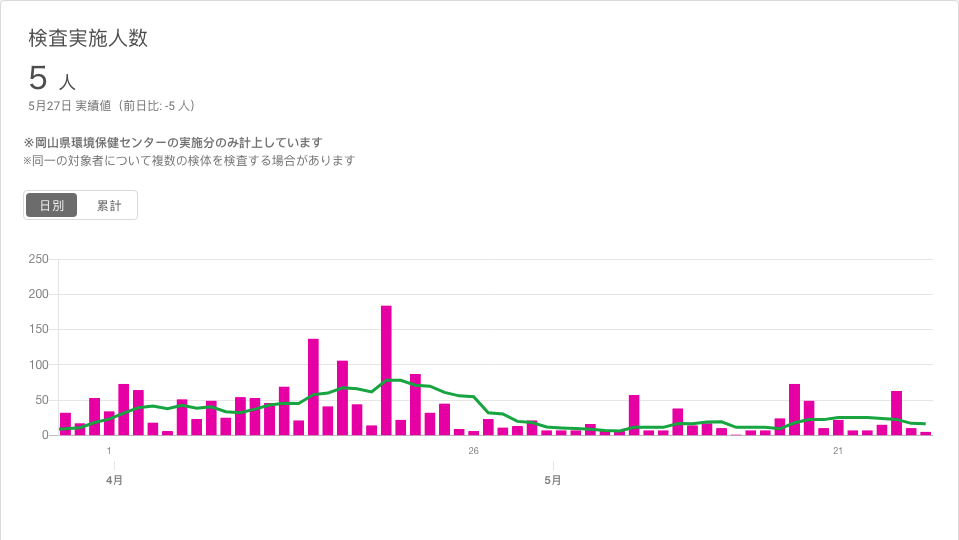 検査実施人数
5 人
5月27日 実績値（前日比: -5 人）
※岡山県環境保健センターの実施分のみ計上しています
※同一の対象者について複数の検体を検査する場合があります
日別 累計
250
200
150
100
50
0
1 26 21
4月 5月